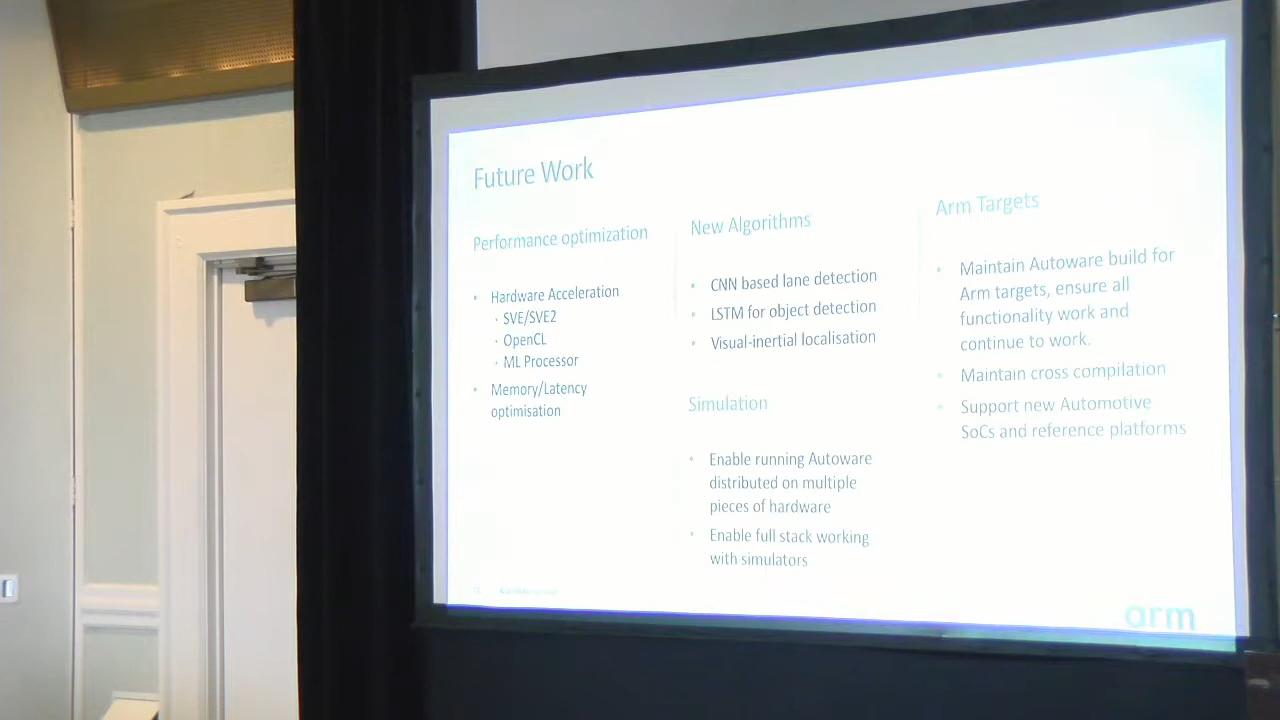 Future Work
Performance optimization
• Hardware Acceleration
• SVE/SVE2
• OpenCL
• ML Processor
• Memory/Latency
optimisation
New Algorithms
• CNN based lane detection
• LSTM for object detection
• Visual-inertial localisation
Simulation
• Enable running Autoware
distributed on multiple
pieces of hardware
• Enable full stack working
with simulators
Arm Targets
• Maintain Autoware build for
Arm targets, ensure all
functionality work and
continue to work.
• Maintain cross compilation
• Support new Automotive
SoCs and reference platforms
arm